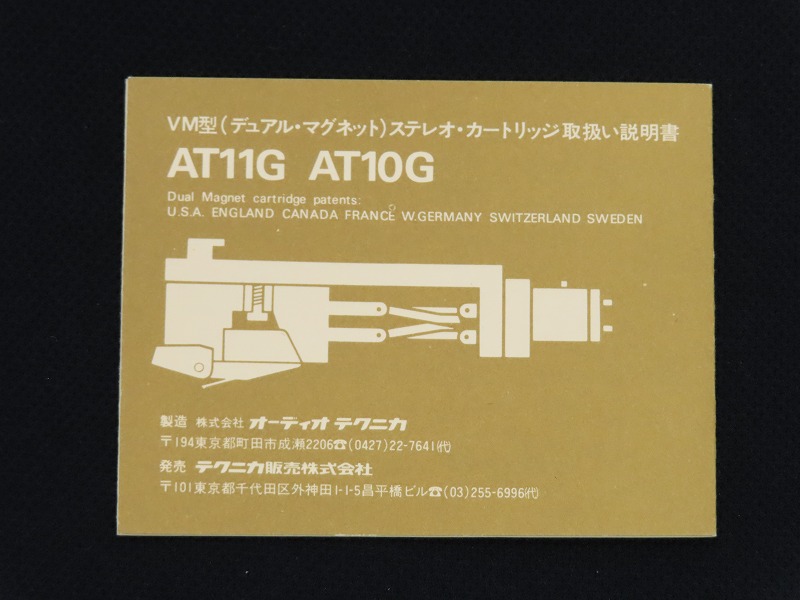 VM型(デュアル・マグネット)ステレオ・カートリッジ取扱い説明書
AT11G AT10G
Dual Magnet cartridge patents:
U.S.A. ENGLAND CANADA FRANCE W.GERMANY SWITZERLAND SWEDEN
製造 株式会社 オーディオ テクニカ
〒194東京都町田市成瀬2206☎(0427)22-7641(代)
発売 テクニカ販売株式会社
〒101東京都千代田区外神田1-1-5昌平橋ビル☎(03)255-6996(代)